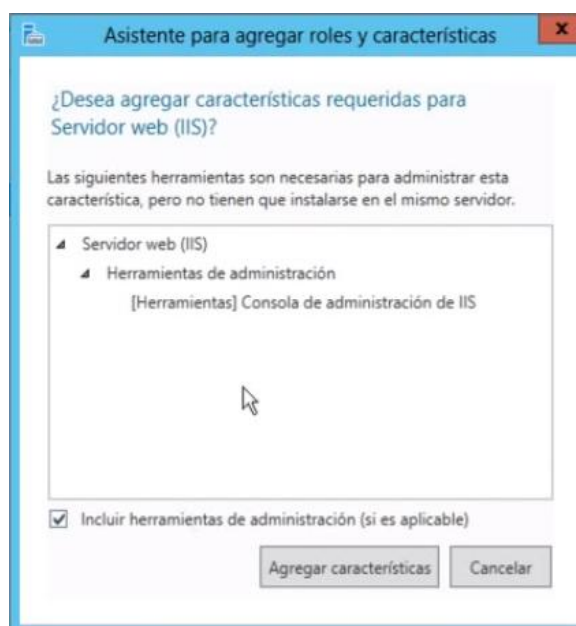 Asistente para agregar roles y características
x
¿Desea agregar características requeridas para
Servidor web (IIS)?
Las siguientes herramientas son necesarias para administrar esta
característica, pero no tienen que instalarse en el mismo servidor.
Servidor web (IIS)
Herramientas de administración
[Herramientas] Consola de administración de IIS
Incluir herramientas de administración (si es aplicable)
Agregar características
Cancelar